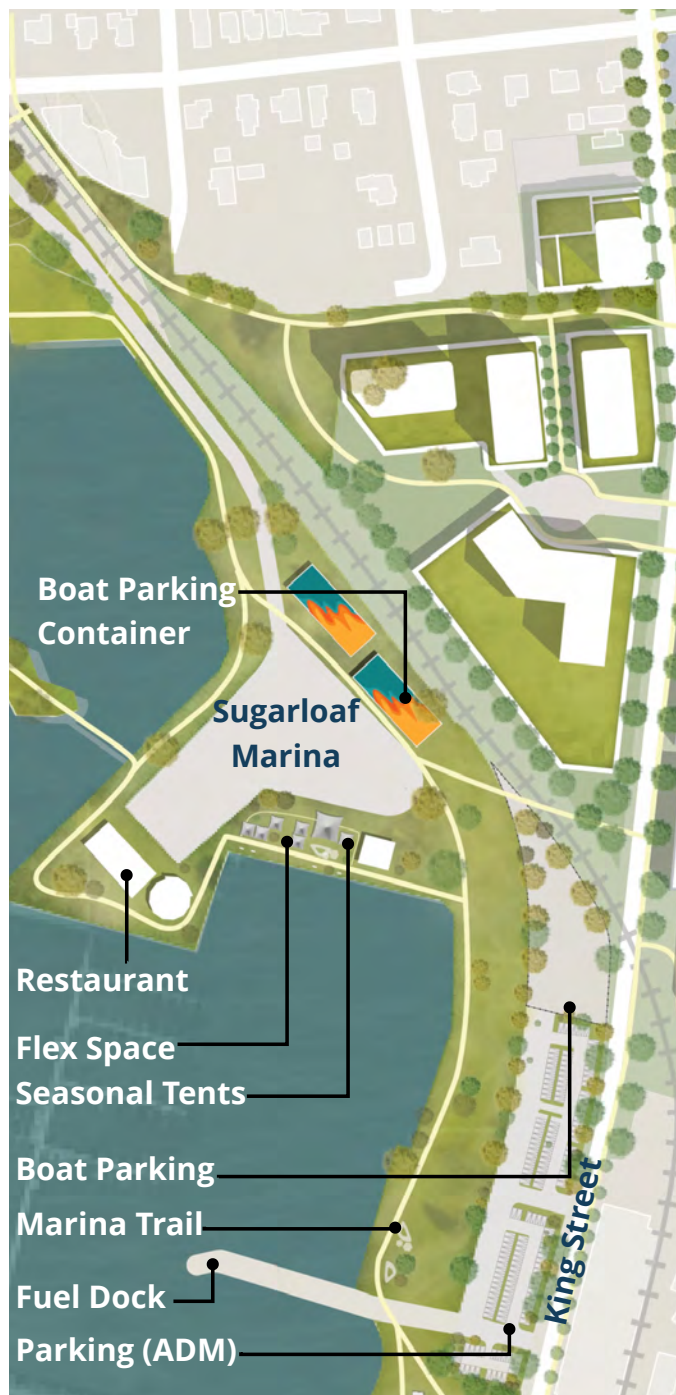 Boat Parking
Container
Sugarloaf
Marina
Restaurant
Flex Space
Seasonal Tents
Boat Parking
Marina Trail
King Street
Fuel Dock
Parking (ADM)